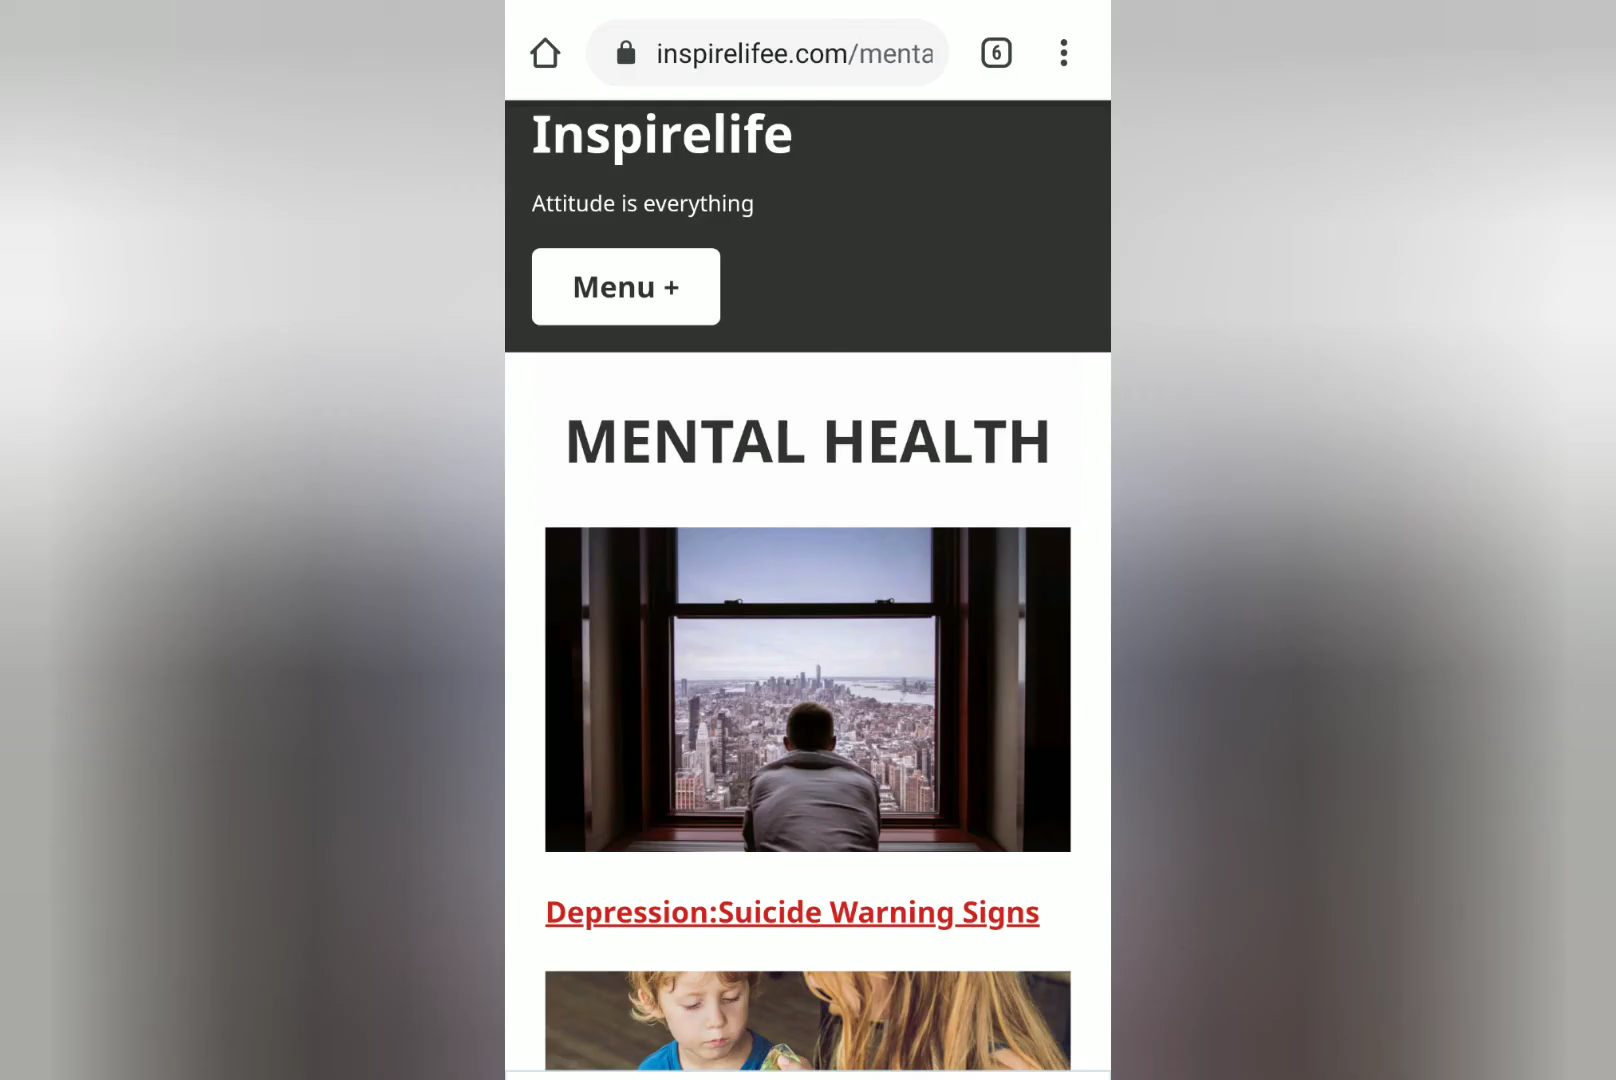 inspirelifee.com/menta
6
Inspirelife
Attitude is everything
Menu +
MENTAL HEALTH
Depression:Suicide Warning Signs